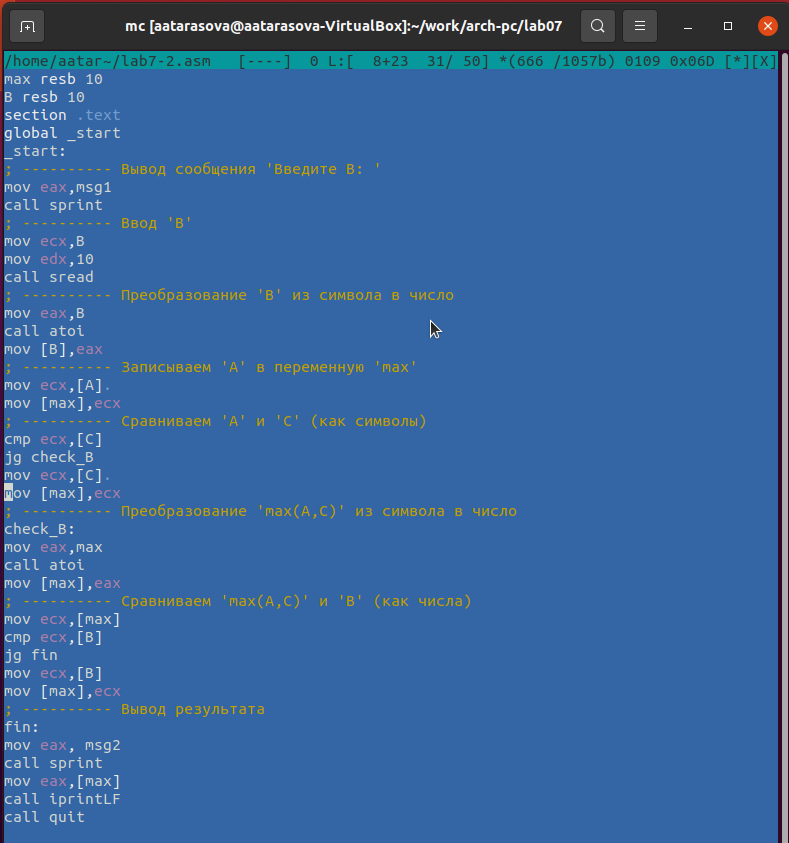 mc [aatarasova@aatarasova-VirtualBox]:~/work/arch-pc/lab07
/home/aatar~/lab7-2.asm   [----]  0 L:[  8+23  31/ 50] *(666 /1057b) 0109 0x06D [*][X]
max resb 10
B resb 10
section .text
global _start
_start:
; ---------- Вывод сообщения 'Введите B: '
mov eax,msg1
call sprint
; ---------- Ввод 'B'
mov ecx,B
mov edx,10
call sread
; ---------- Преобразование 'B' из символа в число
mov eax,B
call atoi
mov [B],eax
; ---------- Записываем 'A' в переменную 'max'
mov ecx,[A].
mov [max],ecx
; ---------- Сравниваем 'A' и 'С' (как символы)
cmp ecx,[C]
jg check_B
mov ecx,[C].
mov [max],ecx
; ---------- Преобразование 'max(A,C)' из символа в число
check_B:
mov eax,max
call atoi
mov [max],eax
; ---------- Сравниваем 'max(A,C)' и 'B' (как числа)
mov ecx,[max]
cmp ecx,[B]
jg fin
mov ecx,[B]
mov [max],ecx
; ---------- Вывод результата
fin:
mov eax, msg2
call sprint
mov eax,[max]
call iprintLF
call quit